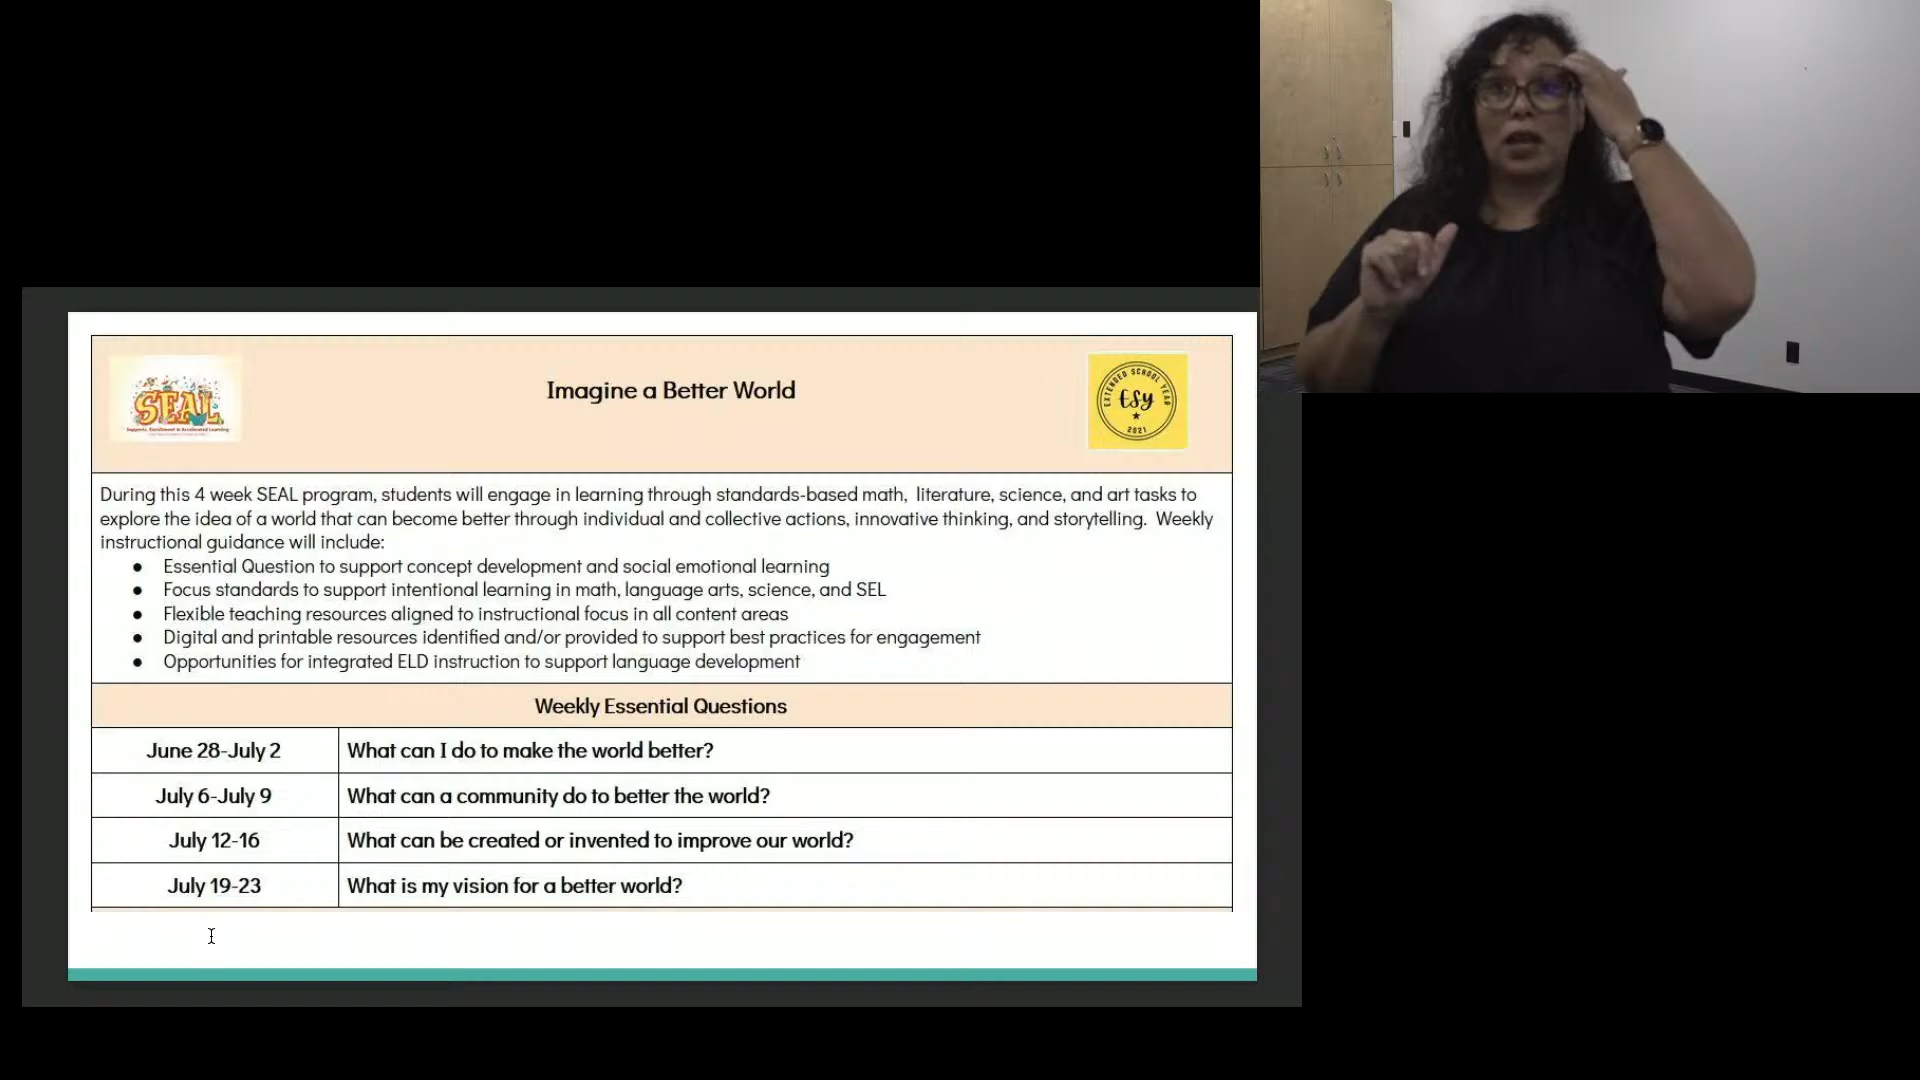 SEAL
Supports, Enrichment & Accelerated Learning
Imagine a Better World
EXTENDED SCHOOL YEAR
ESY
2021
During this 4 week SEAL program, students will engage in learning through standards-based math, literature, science, and art tasks to
explore the idea of a world that can become better through individual and collective actions, innovative thinking, and storytelling. Weekly
instructional guidance will include:
● Essential Question to support concept development and social emotional learning
● Focus standards to support intentional learning in math, language arts, science, and SEL
● Flexible teaching resources aligned to instructional focus in all content areas
● Digital and printable resources identified and/or provided to support best practices for engagement
● Opportunities for integrated ELD instruction to support language development
Weekly Essential Questions
June 28-July 2 What can I do to make the world better?
July 6-July 9 What can a community do to better the world?
July 12-16 What can be created or invented to improve our world?
July 19-23 What is my vision for a better world?